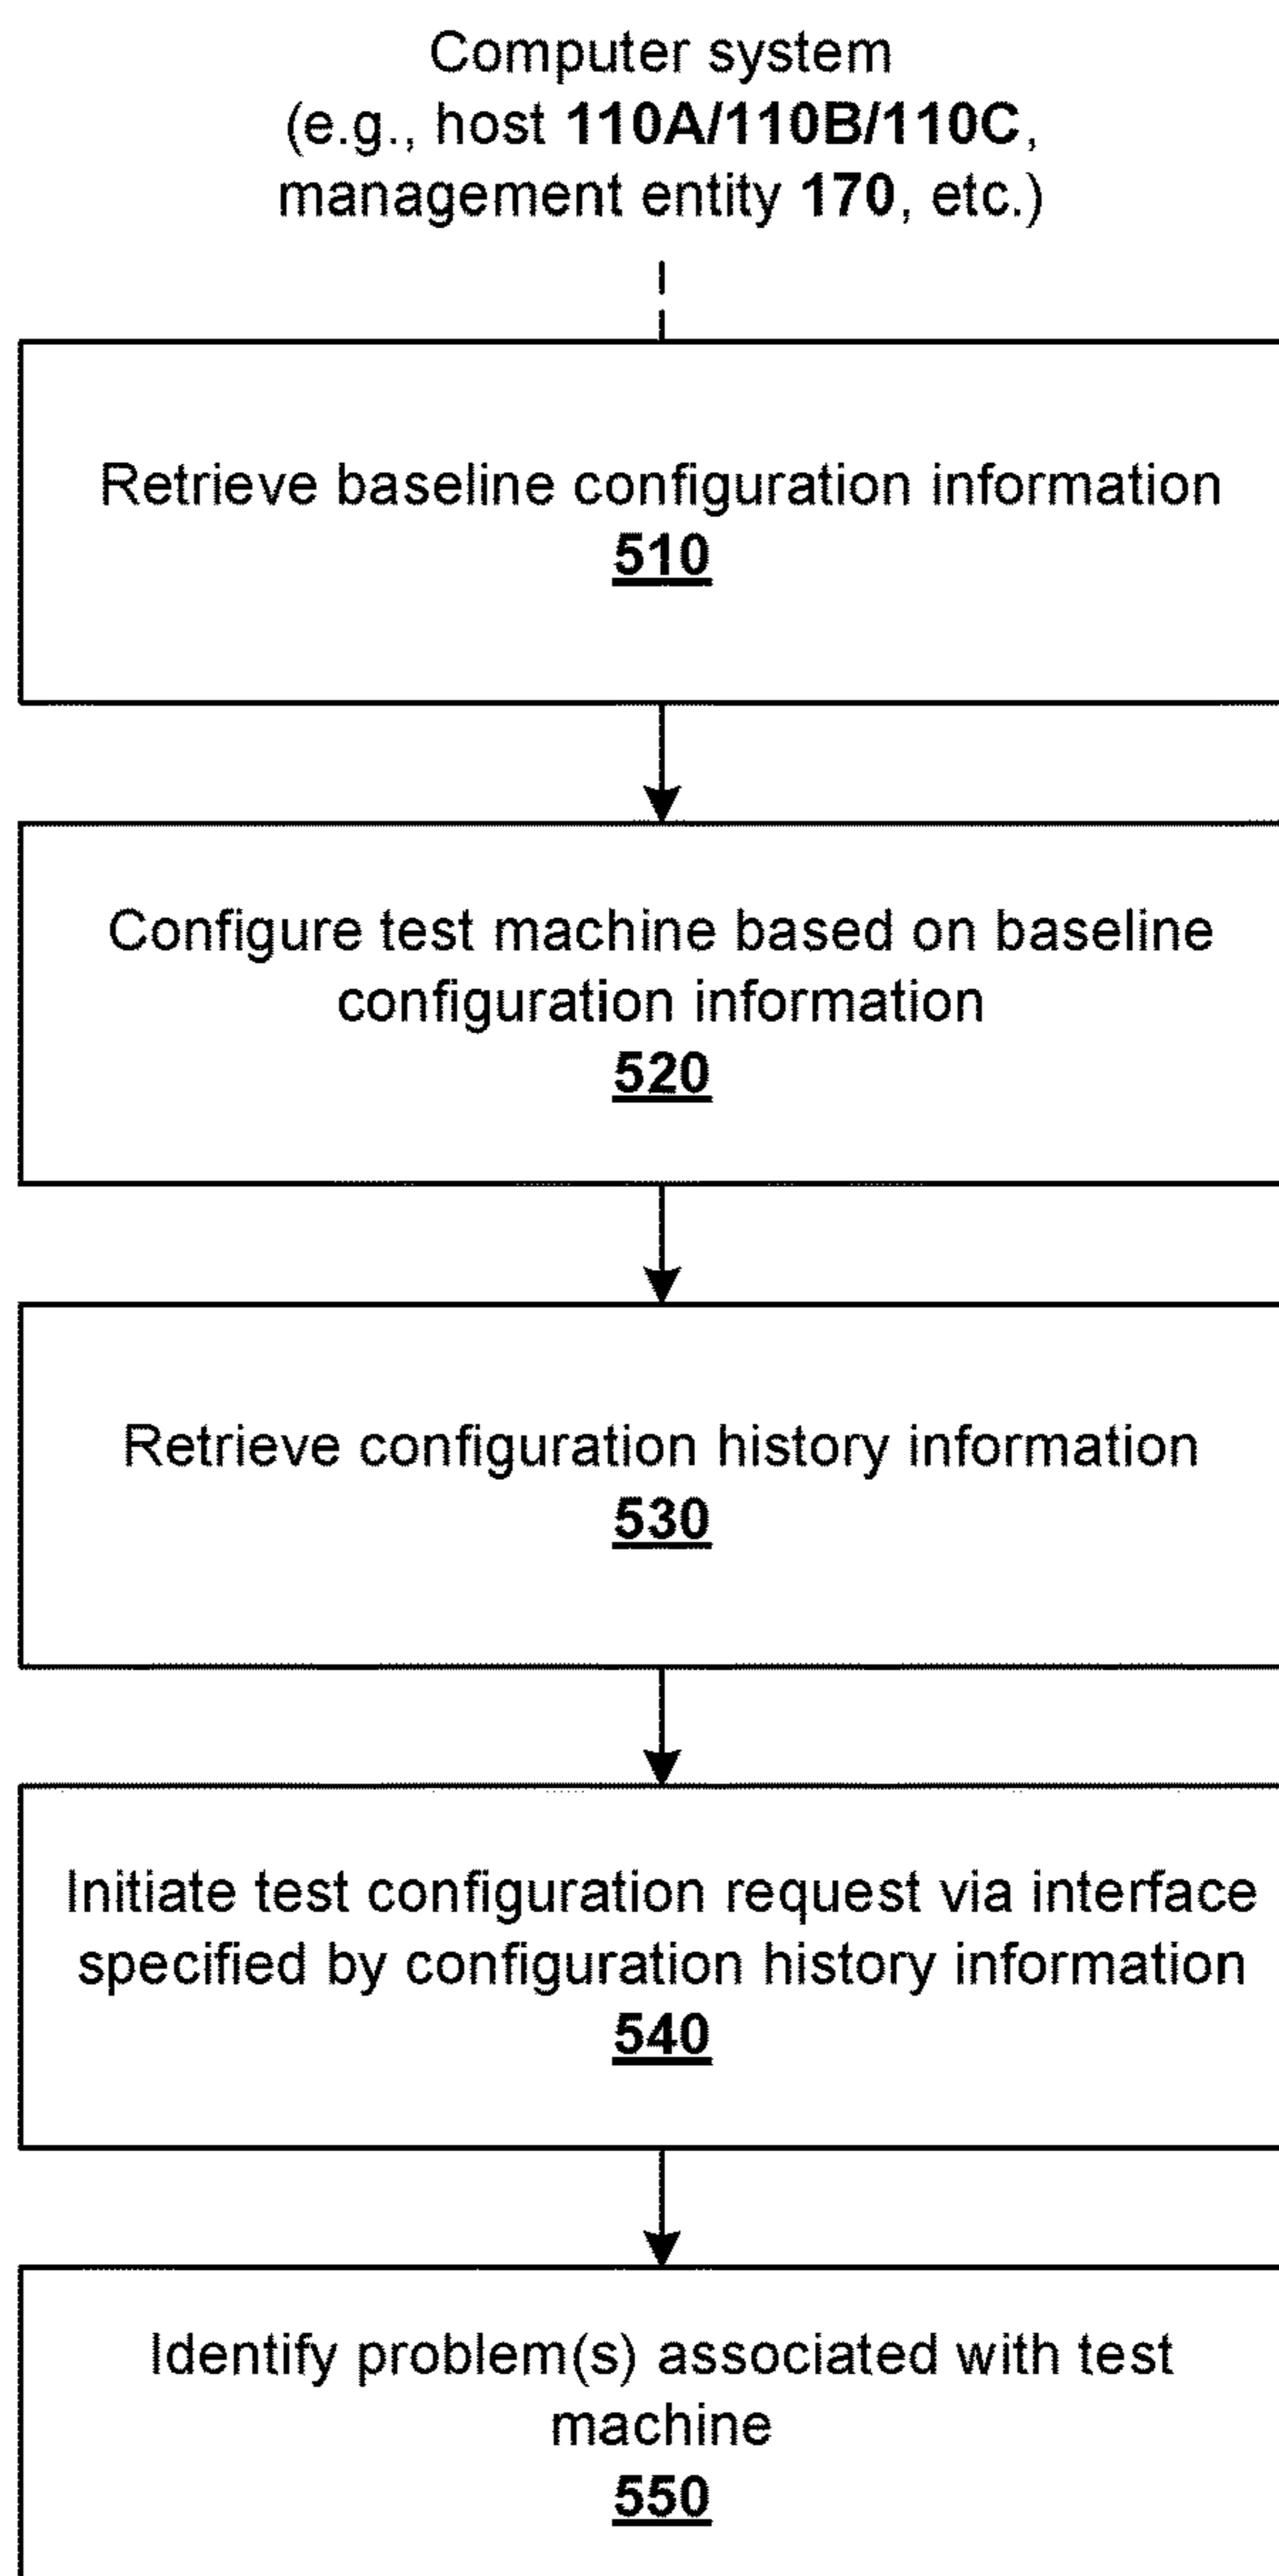 Computer system
(e.g., host 110A/110B/110C,
management entity 170, etc.)
Retrieve baseline configuration information
510
Configure test machine based on baseline
configuration information
520
Retrieve configuration history information
530
Initiate test configuration request via interface
specified by configuration history information
540
Identify problem(s) associated with test
machine
550